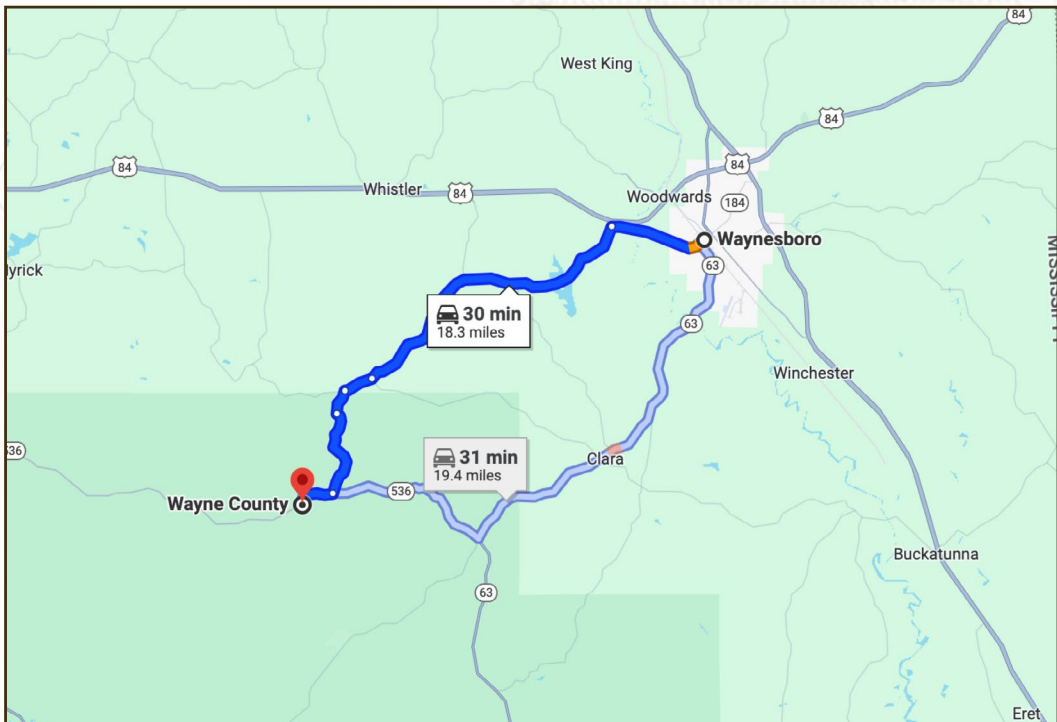 84
West King
84
84
84
Whistler
84
Woodwards
184
Waynesboro
63
yrick
30 min
18.3 miles
63
Winchester
536
31 min
19.4 miles
Clara
Wayne County
536
Buckatunna
63
Eret